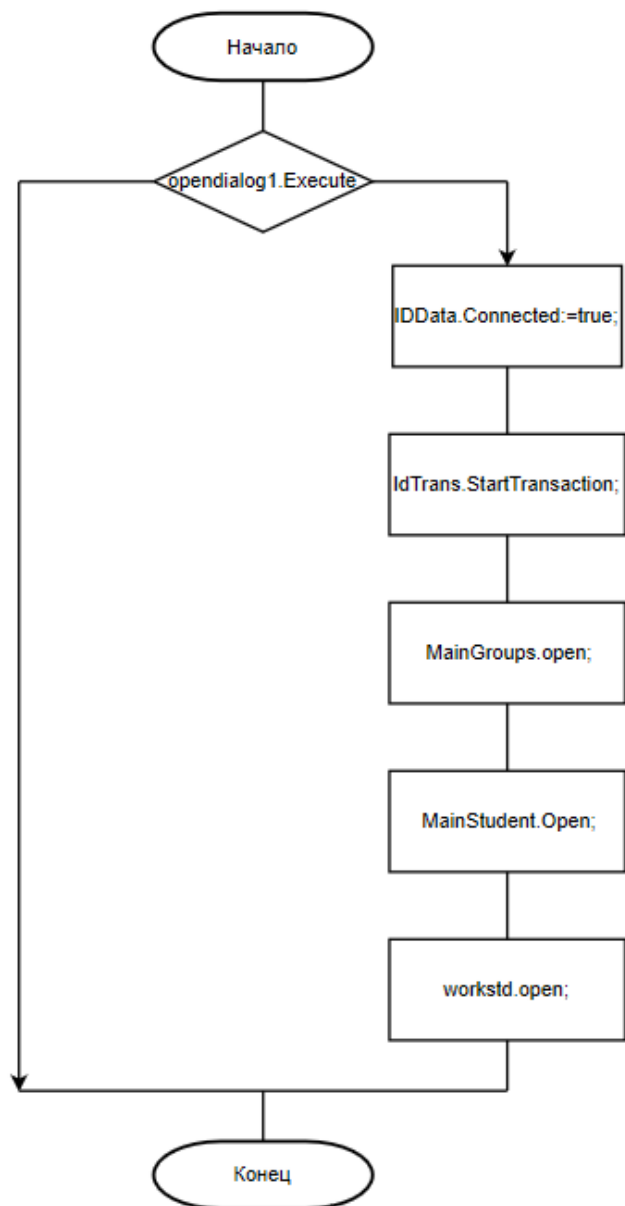 Начало
opendialog1.Execute
IDData.Connected:=true;
IdTrans.StartTransaction;
MainGroups.open;
MainStudent.Open;
workstd.open;
Конец